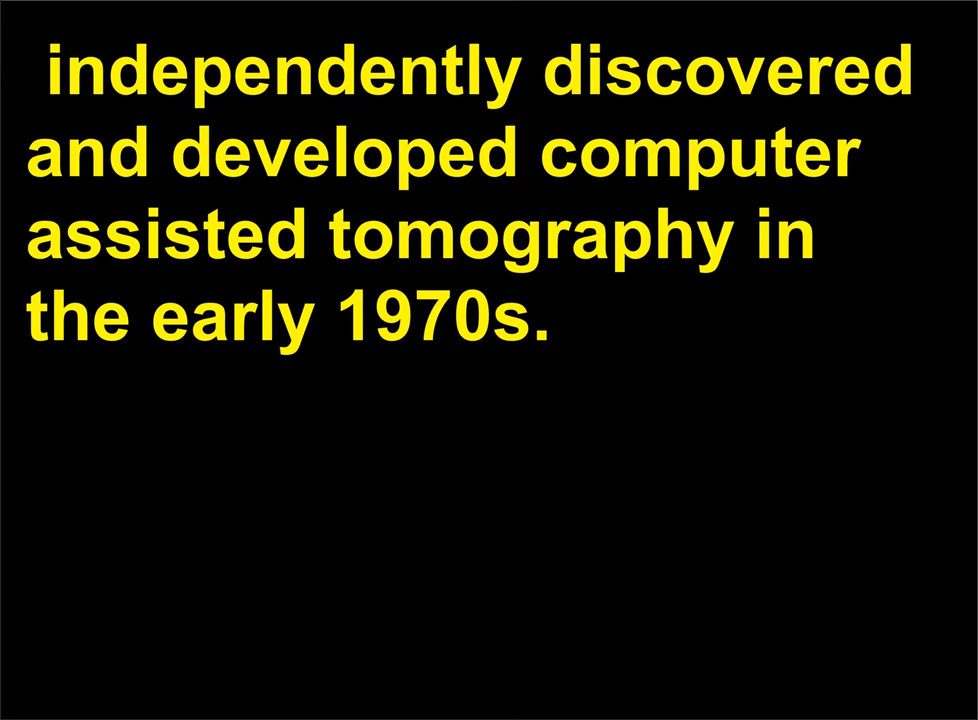 independently discovered
and developed computer
assisted tomography in
the early 1970s.